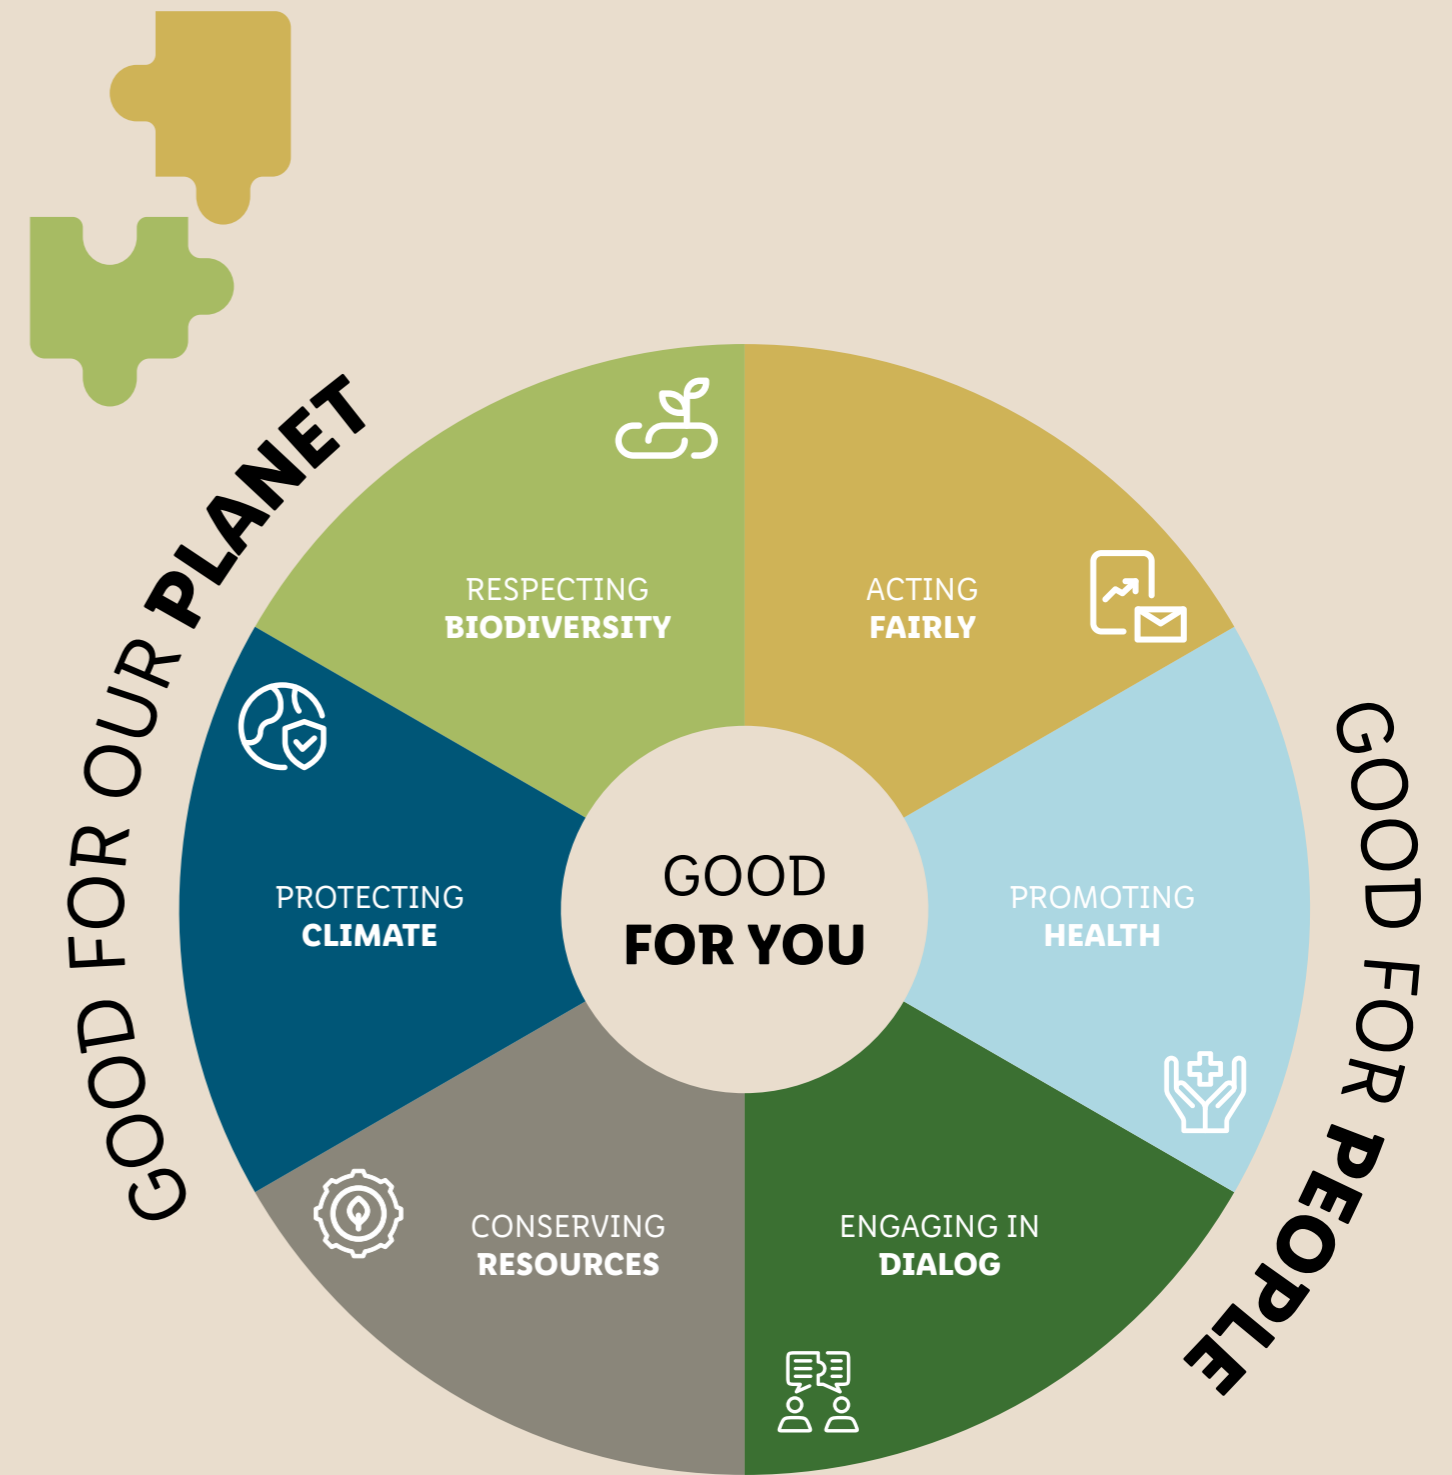 GOOD FOR OUR PLANET
RESPECTING
BIODIVERSITY
ACTING
FAIRLY
PROTECTING
CLIMATE
GOOD
FOR YOU
PROMOTING
HEALTH
GOOD FOR PEOPLE
CONSERVING
RESOURCES
ENGAGING IN
DIALOG